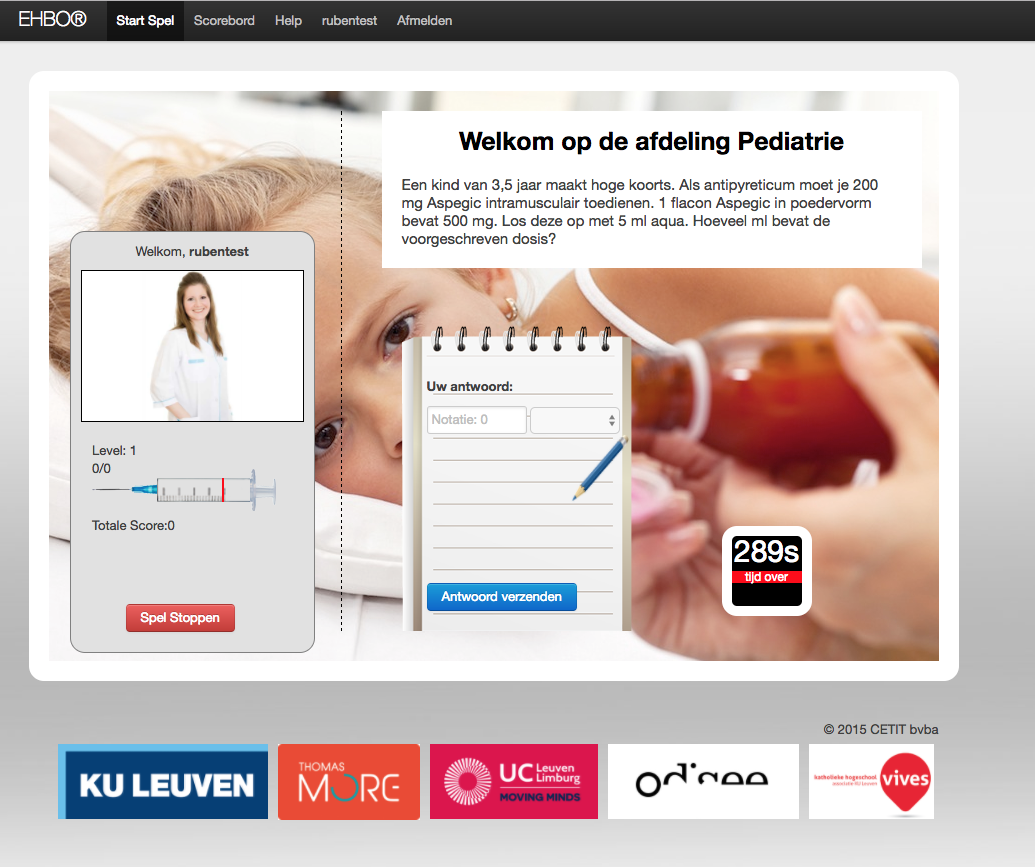 EHBO® Start Spel Scorebord Help rubentest Afmelden
Welkom op de afdeling Pediatrie
Een kind van 3,5 jaar maakt hoge koorts. Als antipyreticum moet je 200
mg Aspegic intramusculair toedienen. 1 flacon Aspegic in poedervorm
bevat 500 mg. Los deze op met 5 ml aqua. Hoeveel ml bevat de
voorgeschreven dosis?
Welkom, rubentest
Level: 1
0/0
Totale Score:0
Spel Stoppen
Uw antwoord:
Notatie: 0
Antwoord verzenden
289s
tijd over
© 2015 CETIT bvba
KU LEUVEN
THOMAS
MORE
UC Leuven
Limburg
MOVING MINDS
odisee
katholieke hogeschool
associatie KU Leuven
vives